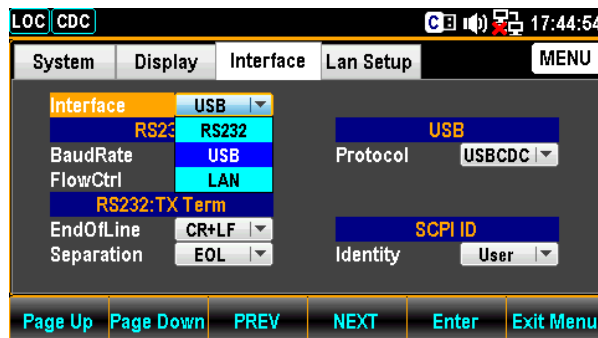 LOC CDC C 17:44:54
System Display Interface Lan Setup MENU
Interface USB
RS23 RS232 USB
BaudRate USB Protocol USBCDC
FlowCtrl LAN
RS232:TX Term
EndOfLine CR+LF SCPI ID
Separation EOL Identity User
Page Up Page Down PREV NEXT Enter Exit Menu